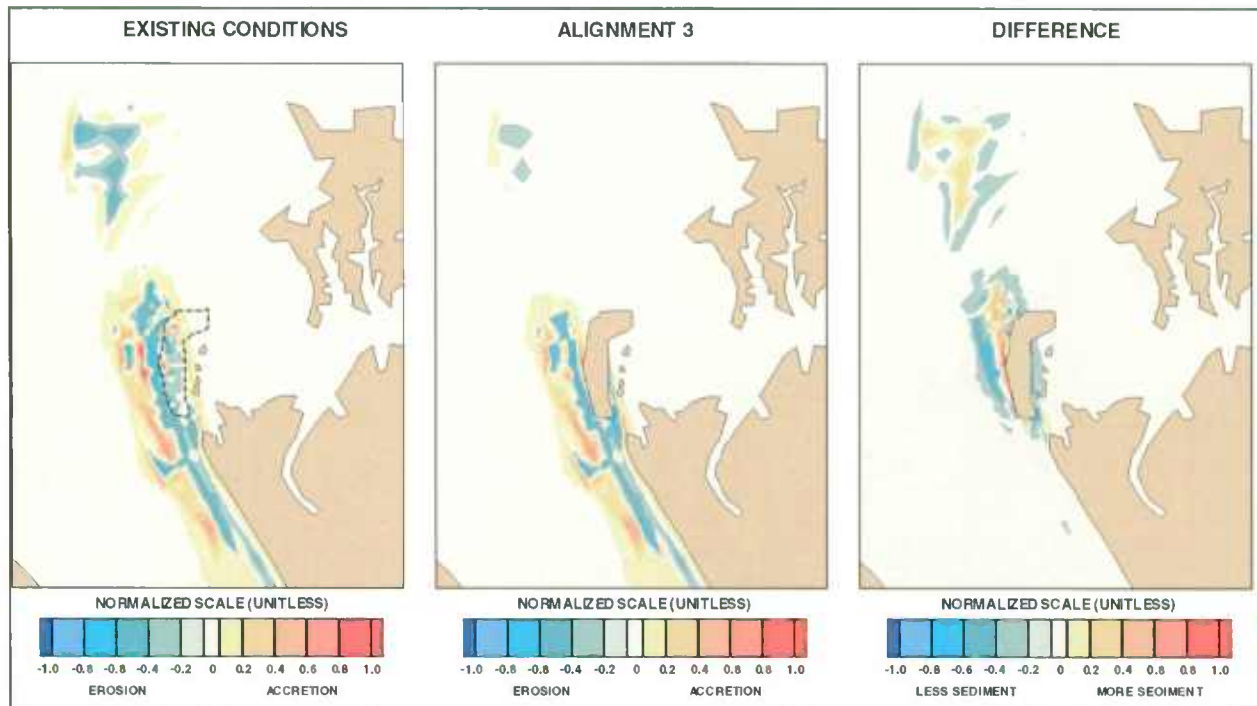 EXISTING CONDITIONS
ALIGNMENT 3
DIFFERENCE
NORMALIZED SCALE (UNITLESS)
-1.0 -0.8 -0.6 -0.4 -0.2 0 0.2 0.4 0.6 0.8 1.0
EROSION ACCRETION
NORMALIZED SCALE (UNITLESS)
-1.0 -0.8 -0.6 -0.4 -0.2 0 0.2 0.4 0.6 0.8 1.0
EROSION ACCRETION
NORMALIZED SCALE (UNITLESS)
-1.0 -0.8 -0.6 -0.4 -0.2 0 0.2 0.4 0.6 0.8 1.0
LESS SEDIMENT MORE SEDIMENT